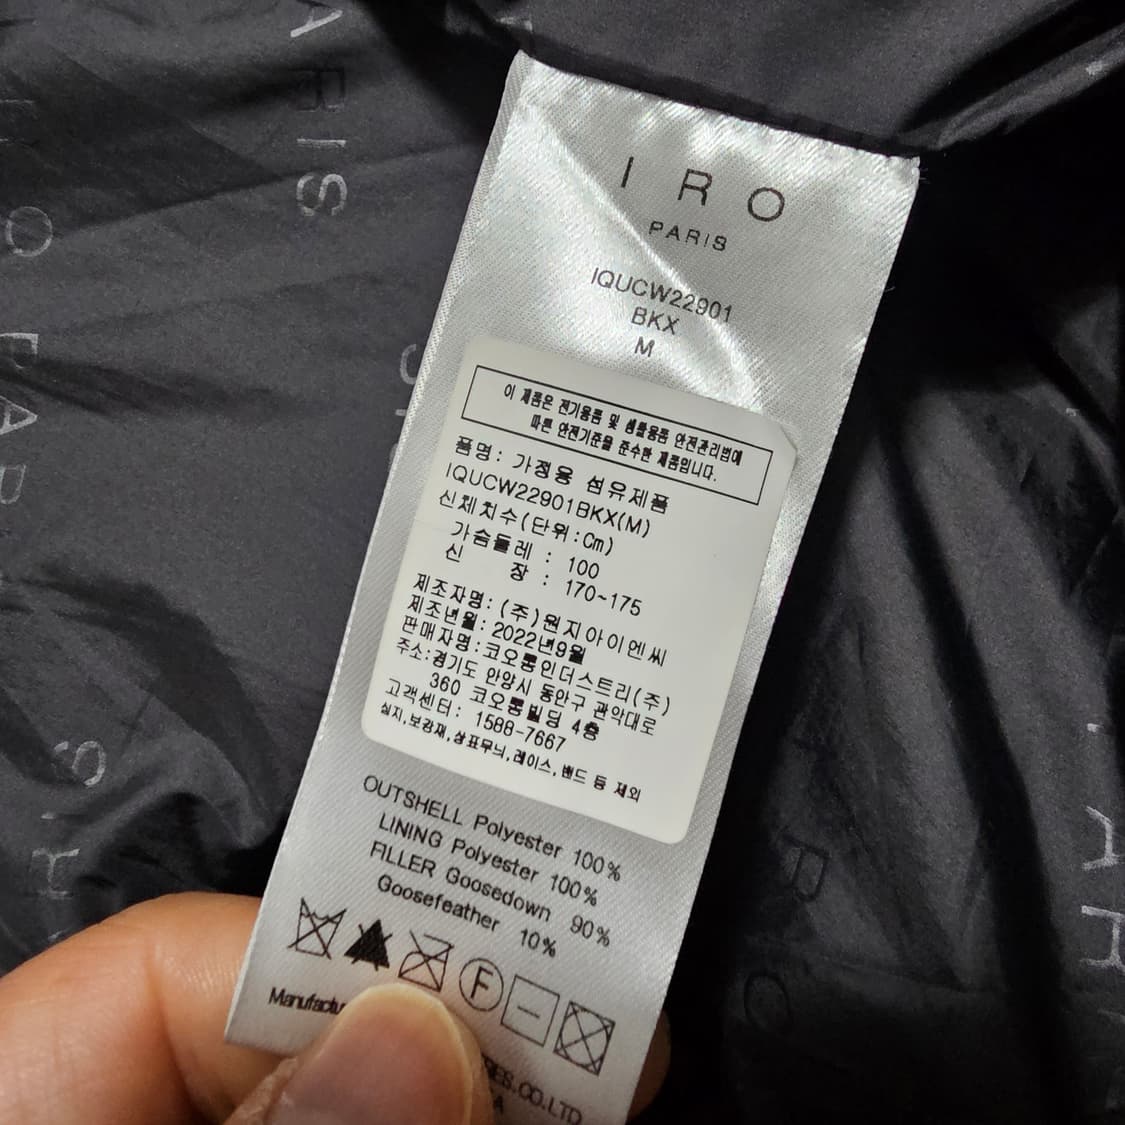 I R O
PARIS
IQUCW22901
BKX
M
이 제품은 전기용품 및 생활용품 안전관리법에
따른 안전기준을 준수한 제품입니다.
품명: 가정용 섬유제품
IQUCW22901BKX(M)
신체치수(단위:Cm)
가슴둘레 : 100
신 장 : 170~175
제조자명: (주)원지아이엔씨
제조년월: 2022년9월
판매자명:코오롱인더스트리(주)
주소:경기도 안양시 동안구 관악대로
360 코오롱빌딩 4층
고객센터: 1588-7667
심지,보강재,상표무늬,레이스,밴드 등 제외
OUTSHELL Polyester 100%
LINING Polyester 100%
FILLER Goosedown 90%
Goosefeather 10%
F
CO.LTD
PARIS
IRO PARIS